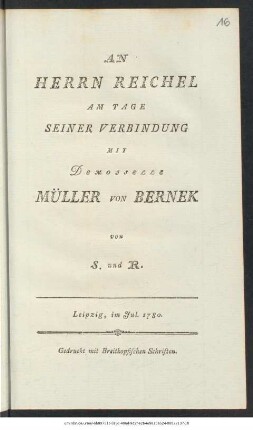 16
AN
HERRN REICHEL
AM TAGE
SEINER VERBINDUNG
MIT
Demoiselle
MÜLLER VON BERNEK
von
S. und R.
Leipzig, im Jul. 1780.
Gedruckt mit Breitkopfischen Schriften.